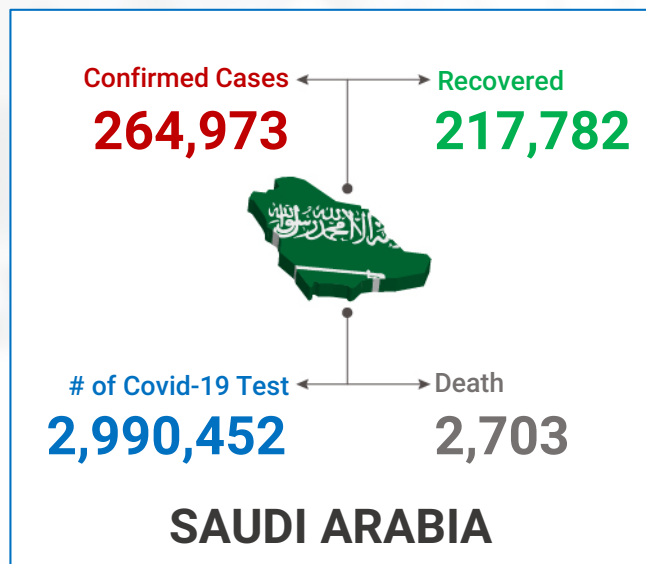 Confirmed Cases
264,973
Recovered
217,782
# of Covid-19 Test
2,990,452
Death
2,703
SAUDI ARABIA